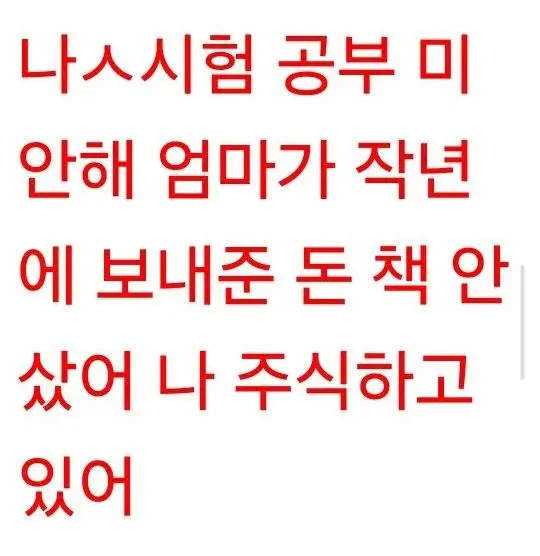 나ㅅ시험 공부 미
안해 엄마가 작년
에 보내준 돈 책 안
샀어 나 주식하고
있어